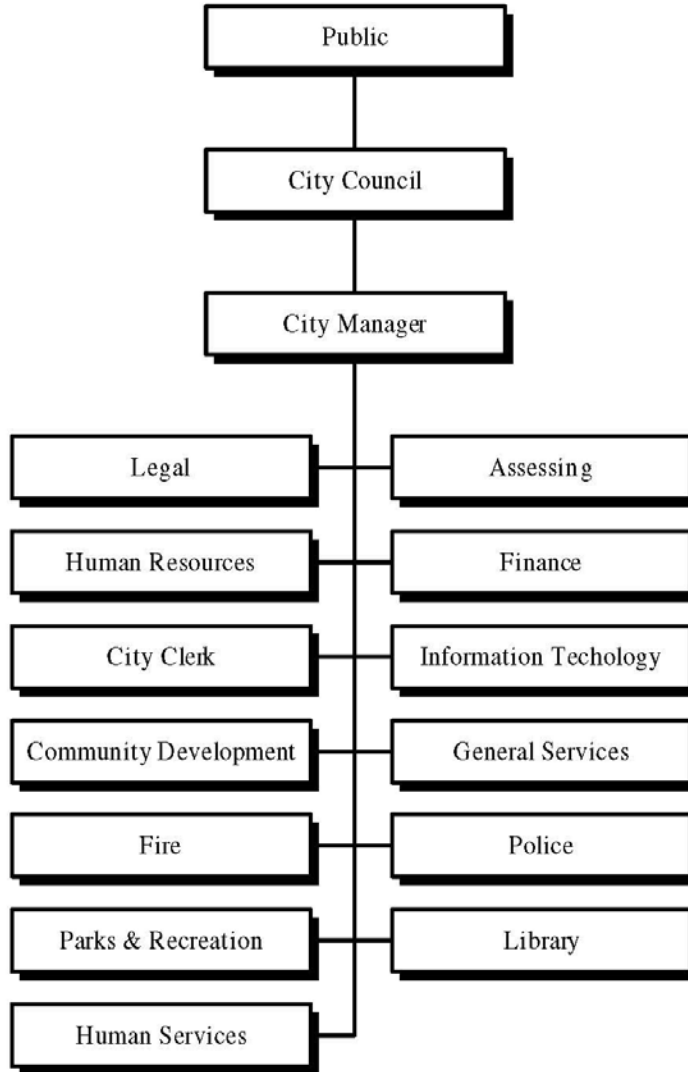 Public
City Council
City Manager
Legal
Assessing
Human Resources
Finance
City Clerk
Information Techology
Community Development
General Services
Fire
Police
Parks & Recreation
Library
Human Services